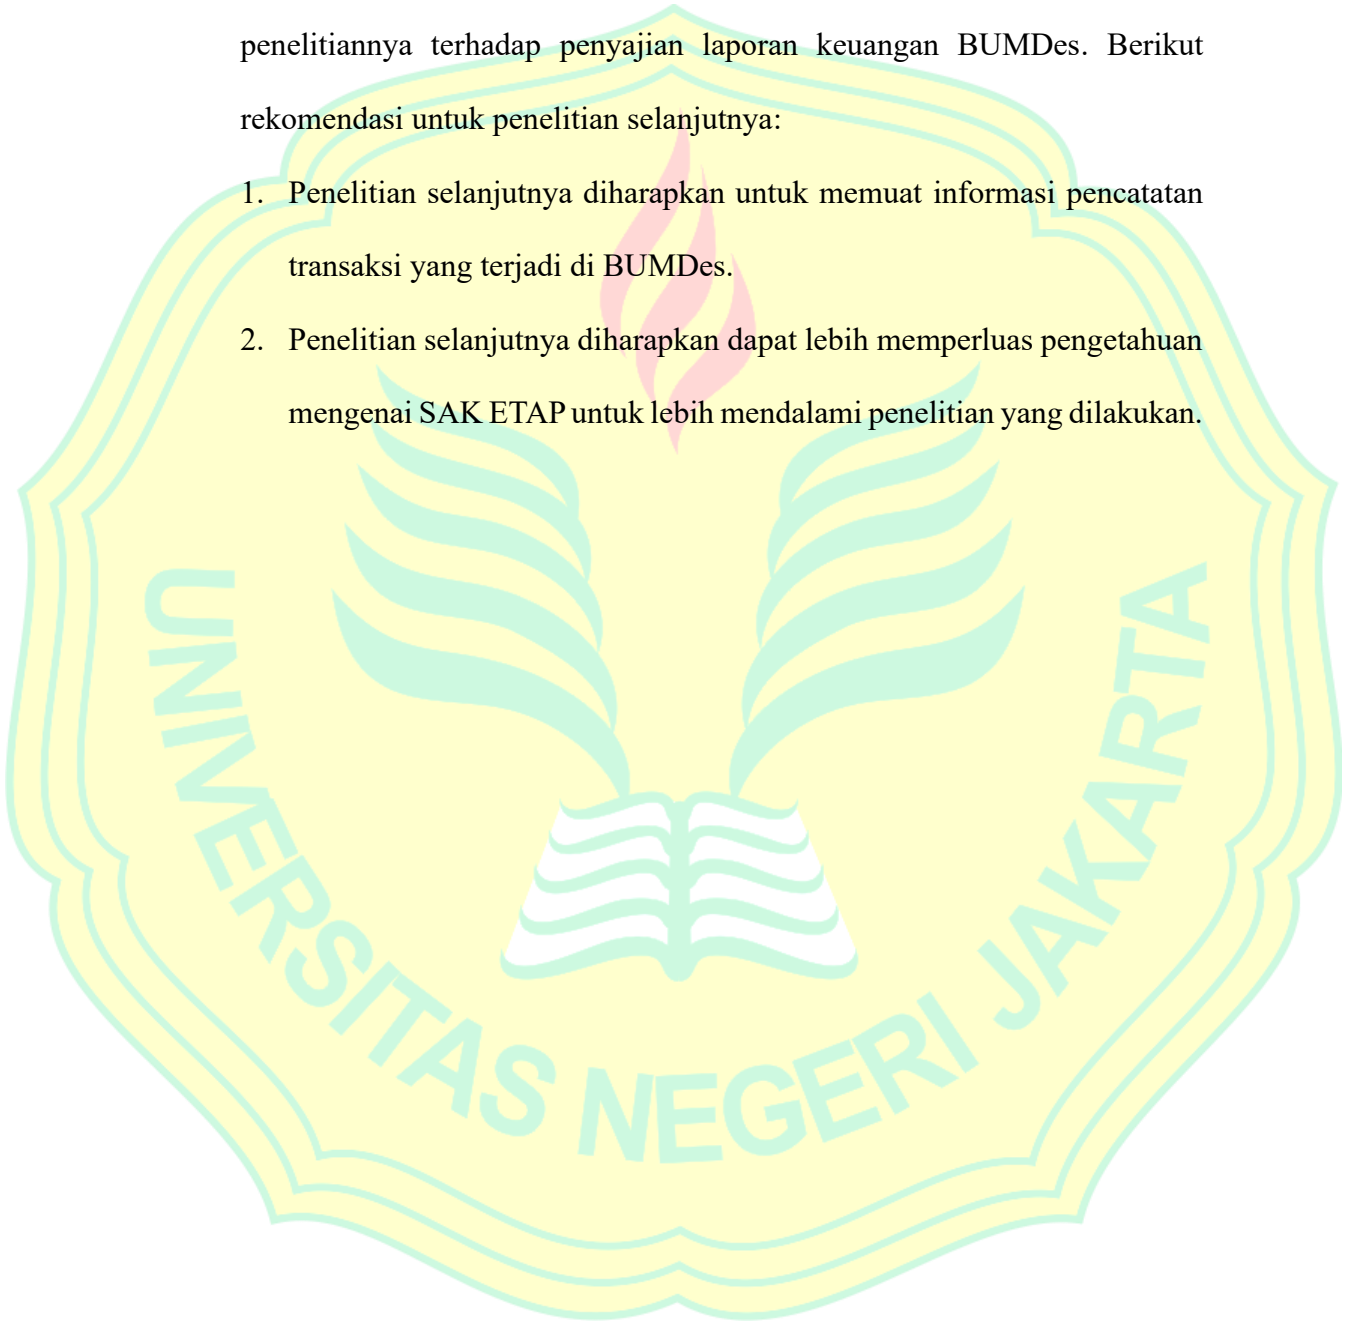 penelitiannya terhadap penyajian laporan keuangan BUMDes. Berikut
rekomendasi untuk penelitian selanjutnya:
1. Penelitian selanjutnya diharapkan untuk memuat informasi pencatatan
transaksi yang terjadi di BUMDes.
2. Penelitian selanjutnya diharapkan dapat lebih memperluas pengetahuan
mengenai SAK ETAP untuk lebih mendalami penelitian yang dilakukan.
UNIVERSITAS NEGERI JAKARTA